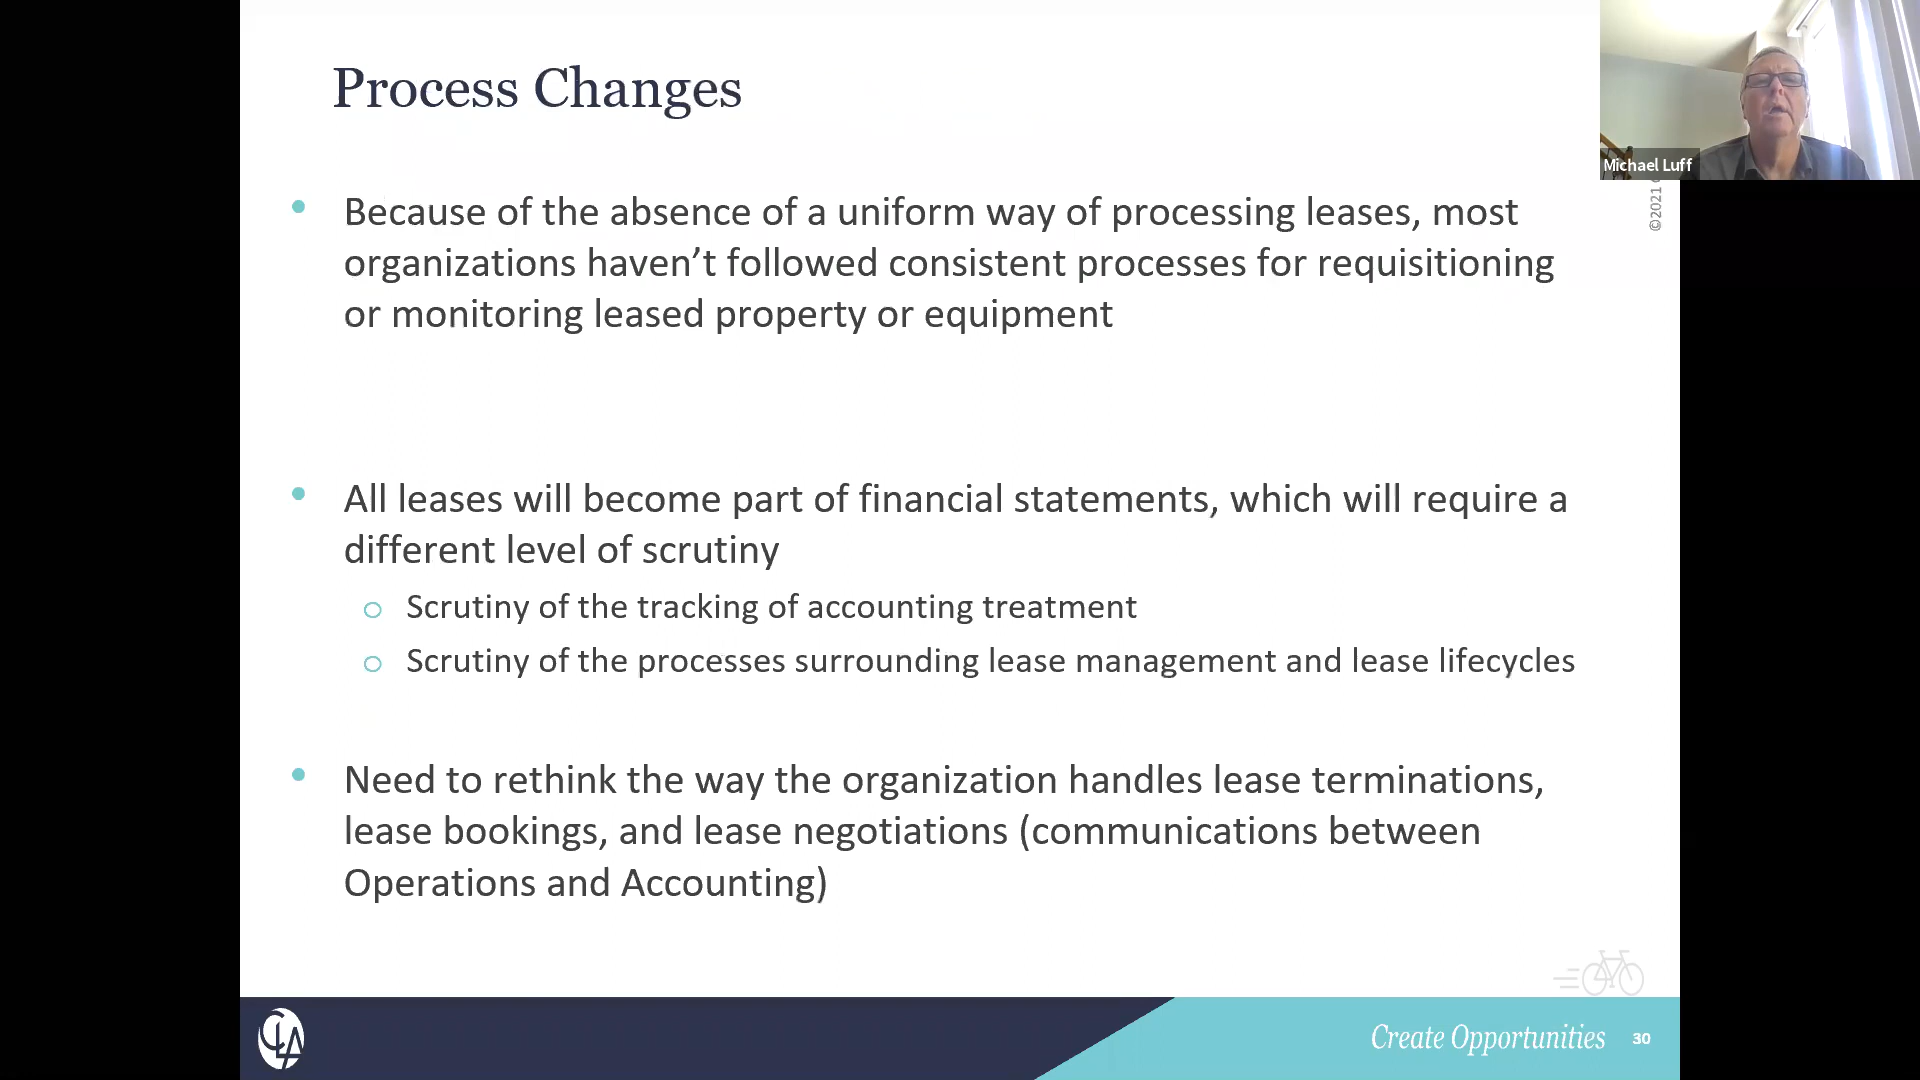 Process Changes
Michael Luff
©2021
Because of the absence of a uniform way of processing leases, most
organizations haven’t followed consistent processes for requisitioning
or monitoring leased property or equipment
All leases will become part of financial statements, which will require a
different level of scrutiny
Scrutiny of the tracking of accounting treatment
Scrutiny of the processes surrounding lease management and lease lifecycles
Need to rethink the way the organization handles lease terminations,
lease bookings, and lease negotiations (communications between
Operations and Accounting)
CLA
Create Opportunities
30